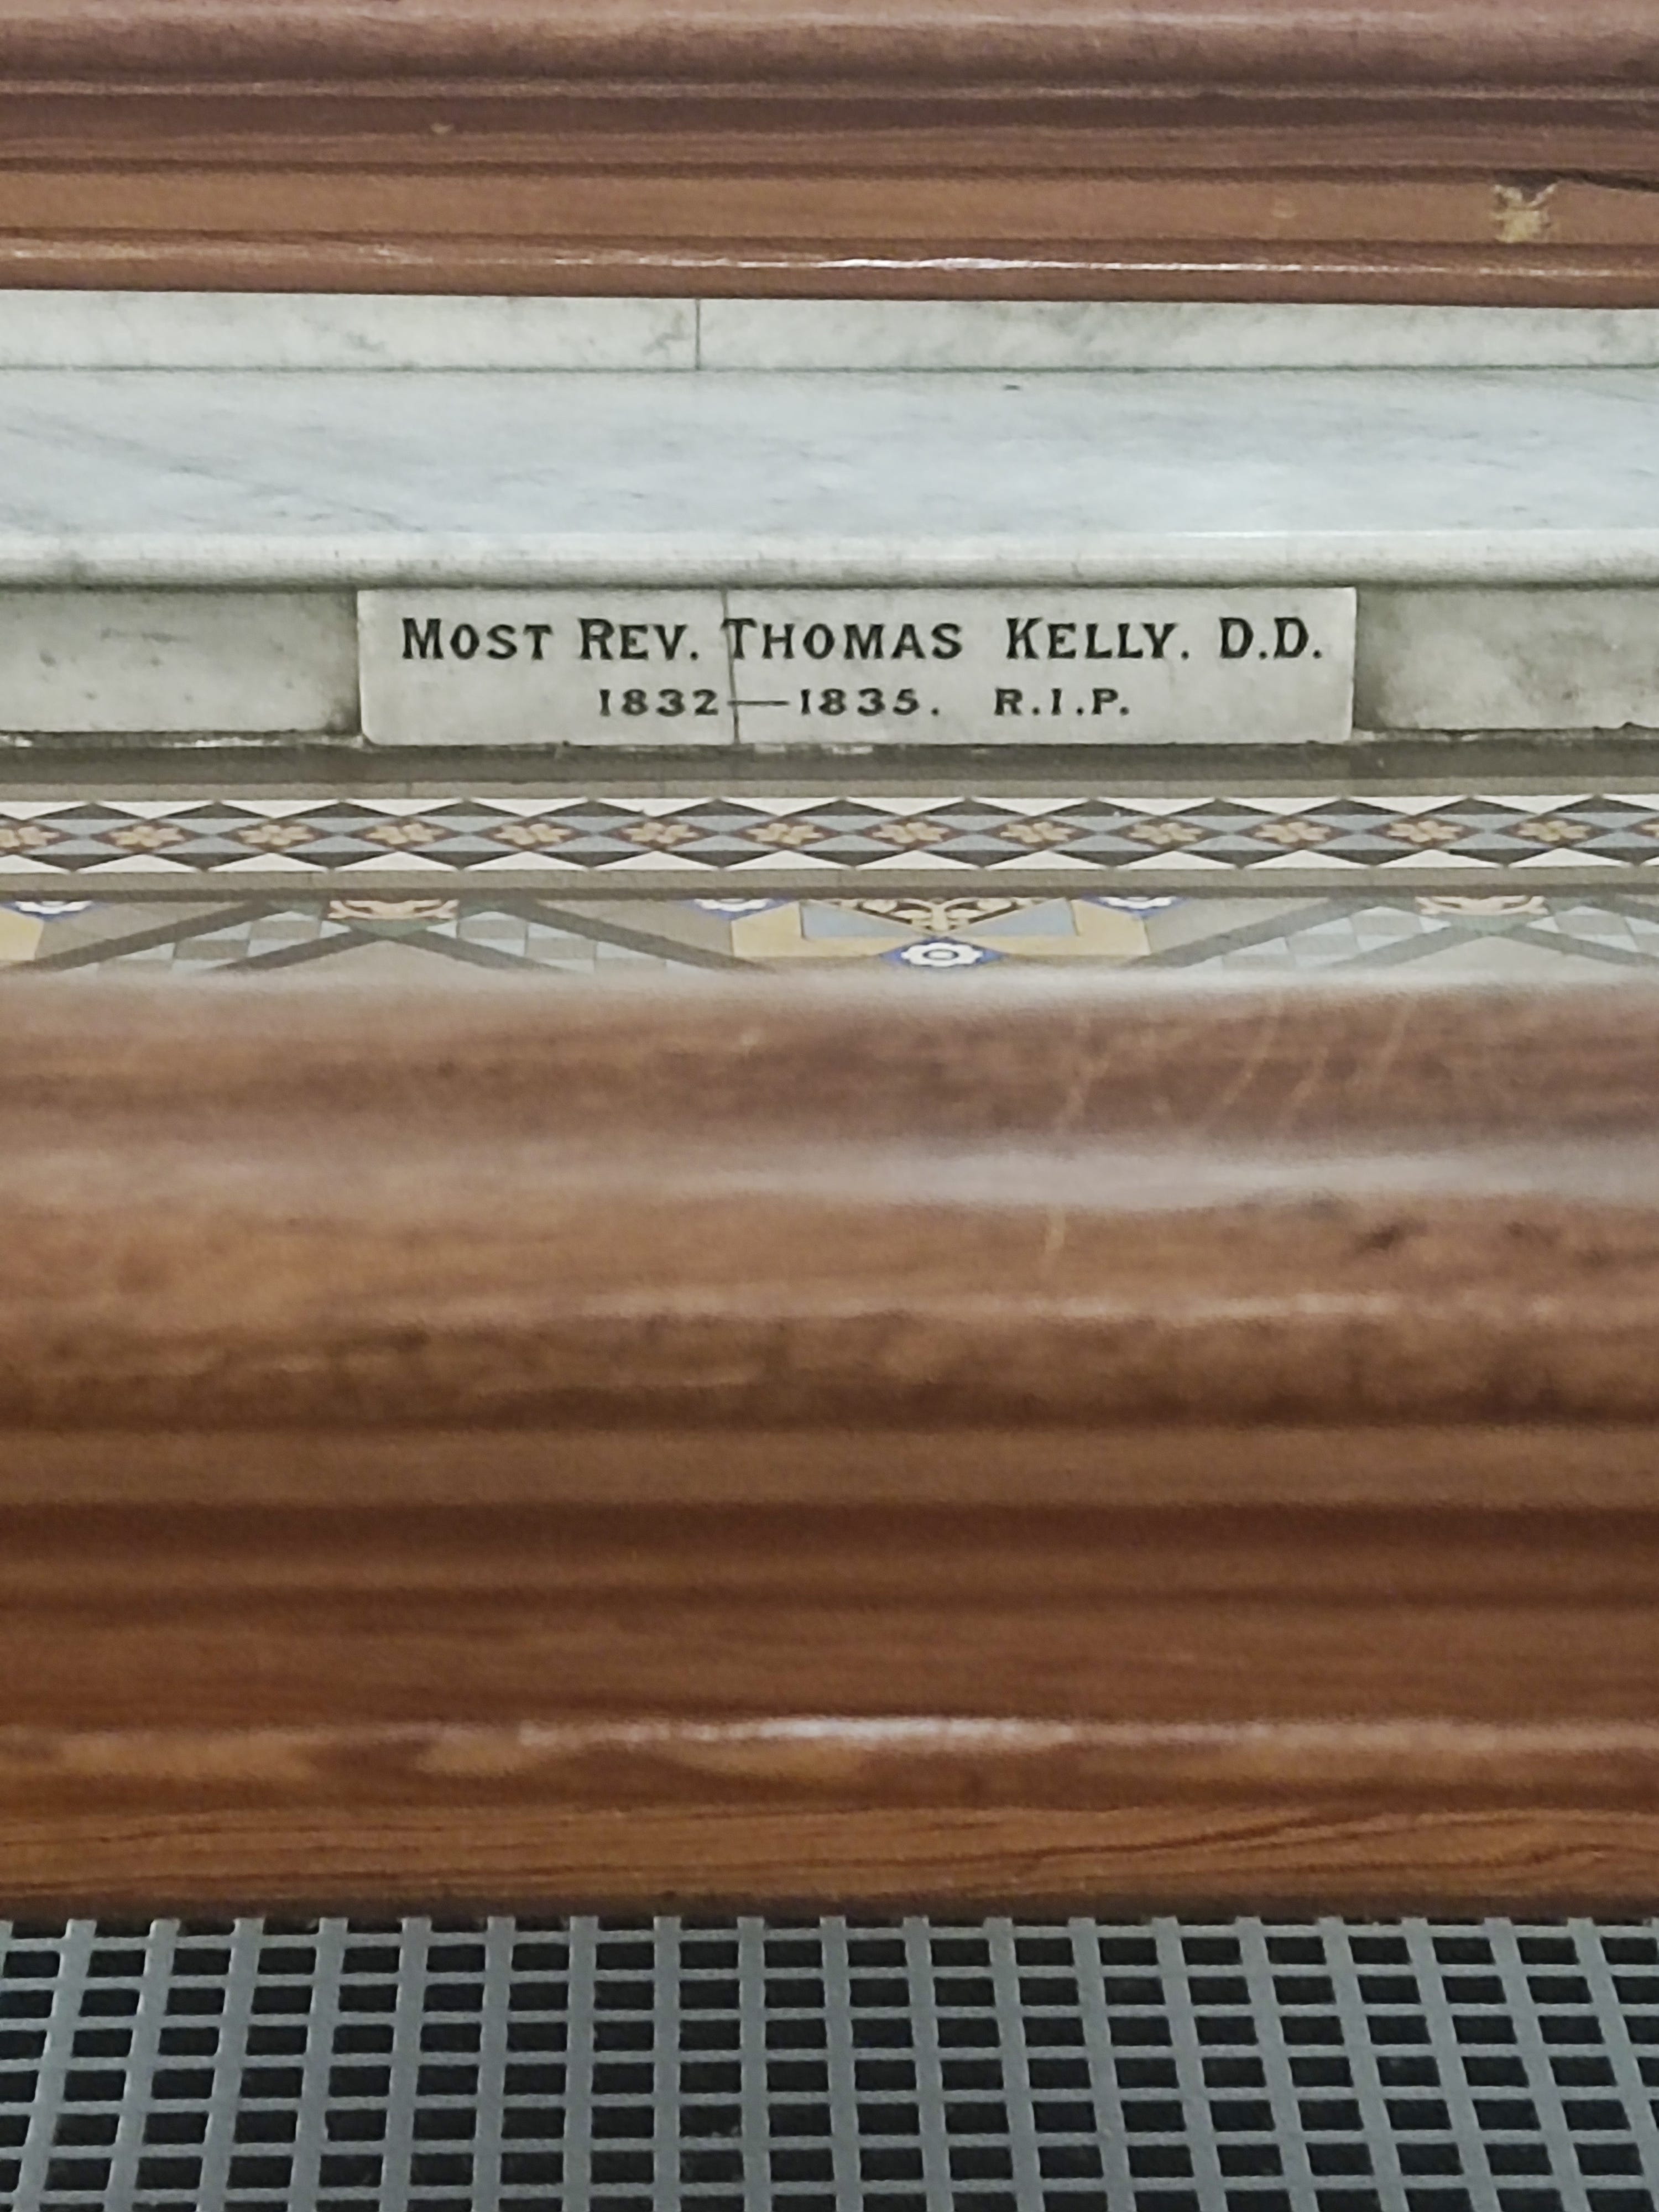 MOST REV. THOMAS KELLY. D.D.
1832—1835. R.I.P.